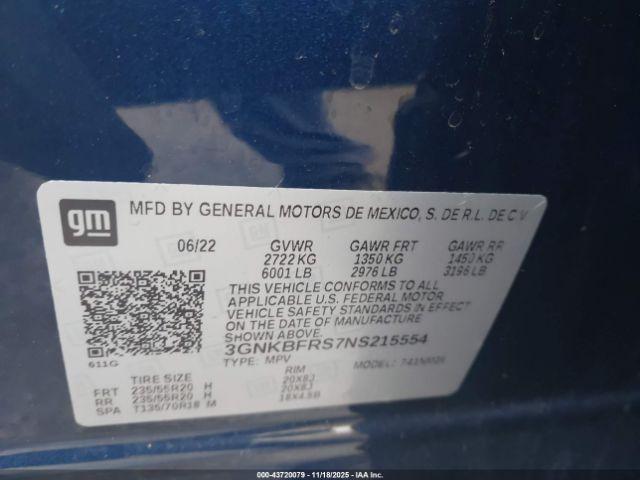 gm
MFD BY GENERAL MOTORS DE MEXICO, S. DE R.L. DE C.V.
06/22 GVWR GAWR FRT GAWR RR
2722 KG 1350 KG 1450 KG
6001 LB 2976 LB 3196 LB
THIS VEHICLE CONFORMS TO ALL
APPLICABLE U.S. FEDERAL MOTOR
VEHICLE SAFETY STANDARDS IN EFFECT
ON THE DATE OF MANUFACTURE
SHOWN ABOVE.
3GNKBFRS7NS215554
611G
TYPE: MPV MODEL:
TIRE SIZE RIM
FRT 235/55R20 H 20X8J
RR 235/55R20 H 20X8J
SPA T135/70R18 M 18X4.5B
000-43720079 | 11/18/2025 | IAAI.COM